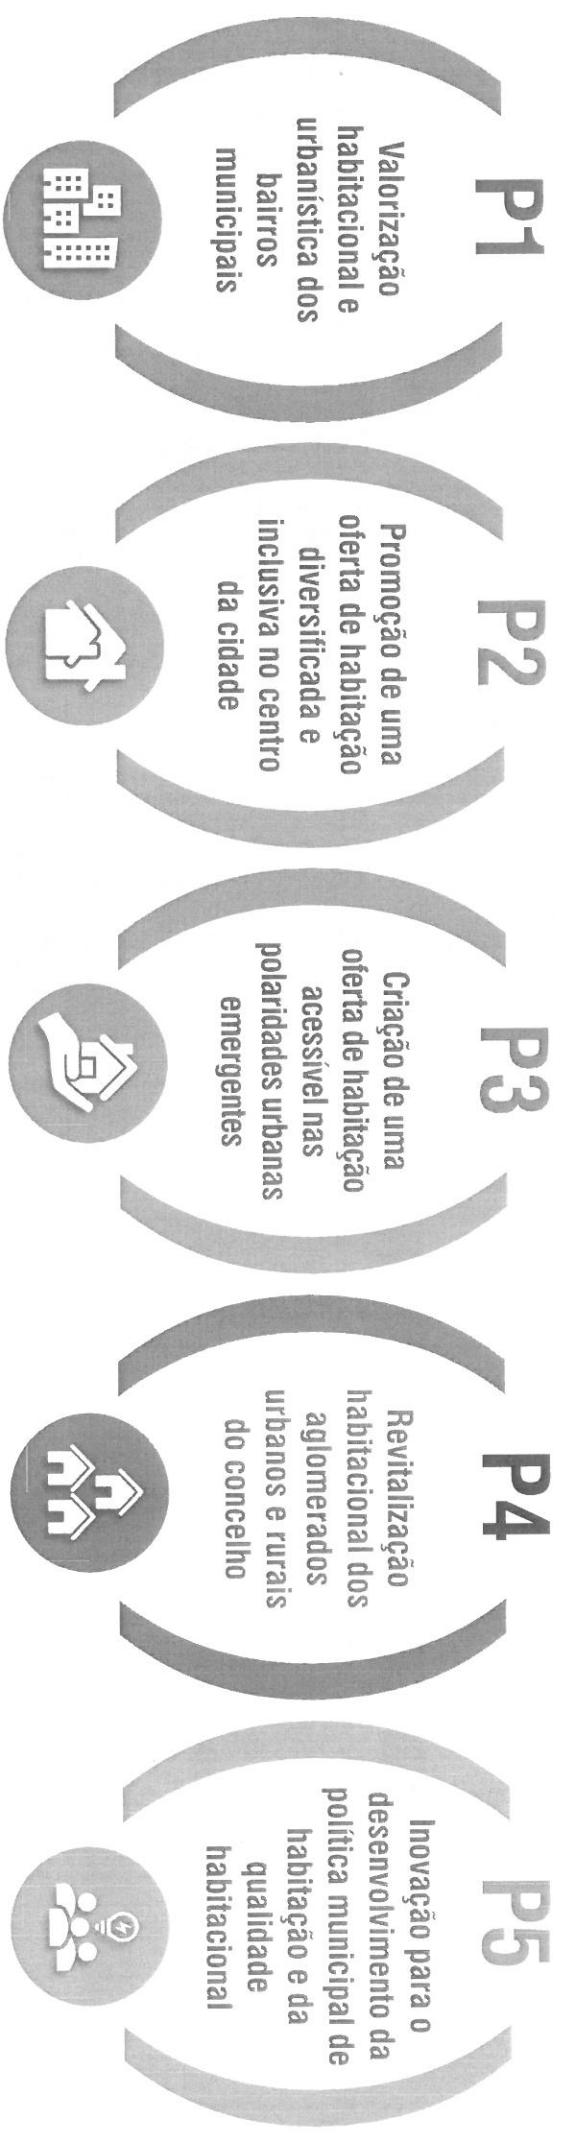 P1
Valorização
habitacional e
urbanística dos
bairros
municipais
P2
Promoção de uma
oferta de habitação
diversificada e
inclusiva no centro
da cidade
P3
Criação de uma
oferta de habitação
acessível nas
polaridades urbanas
emergentes
P4
Revitalização
habitacional dos
aglomerados
urbanos e rurais
do concelho
P5
Inovação para o
desenvolvimento da
política municipal de
habitação e da
qualidade
habitacional